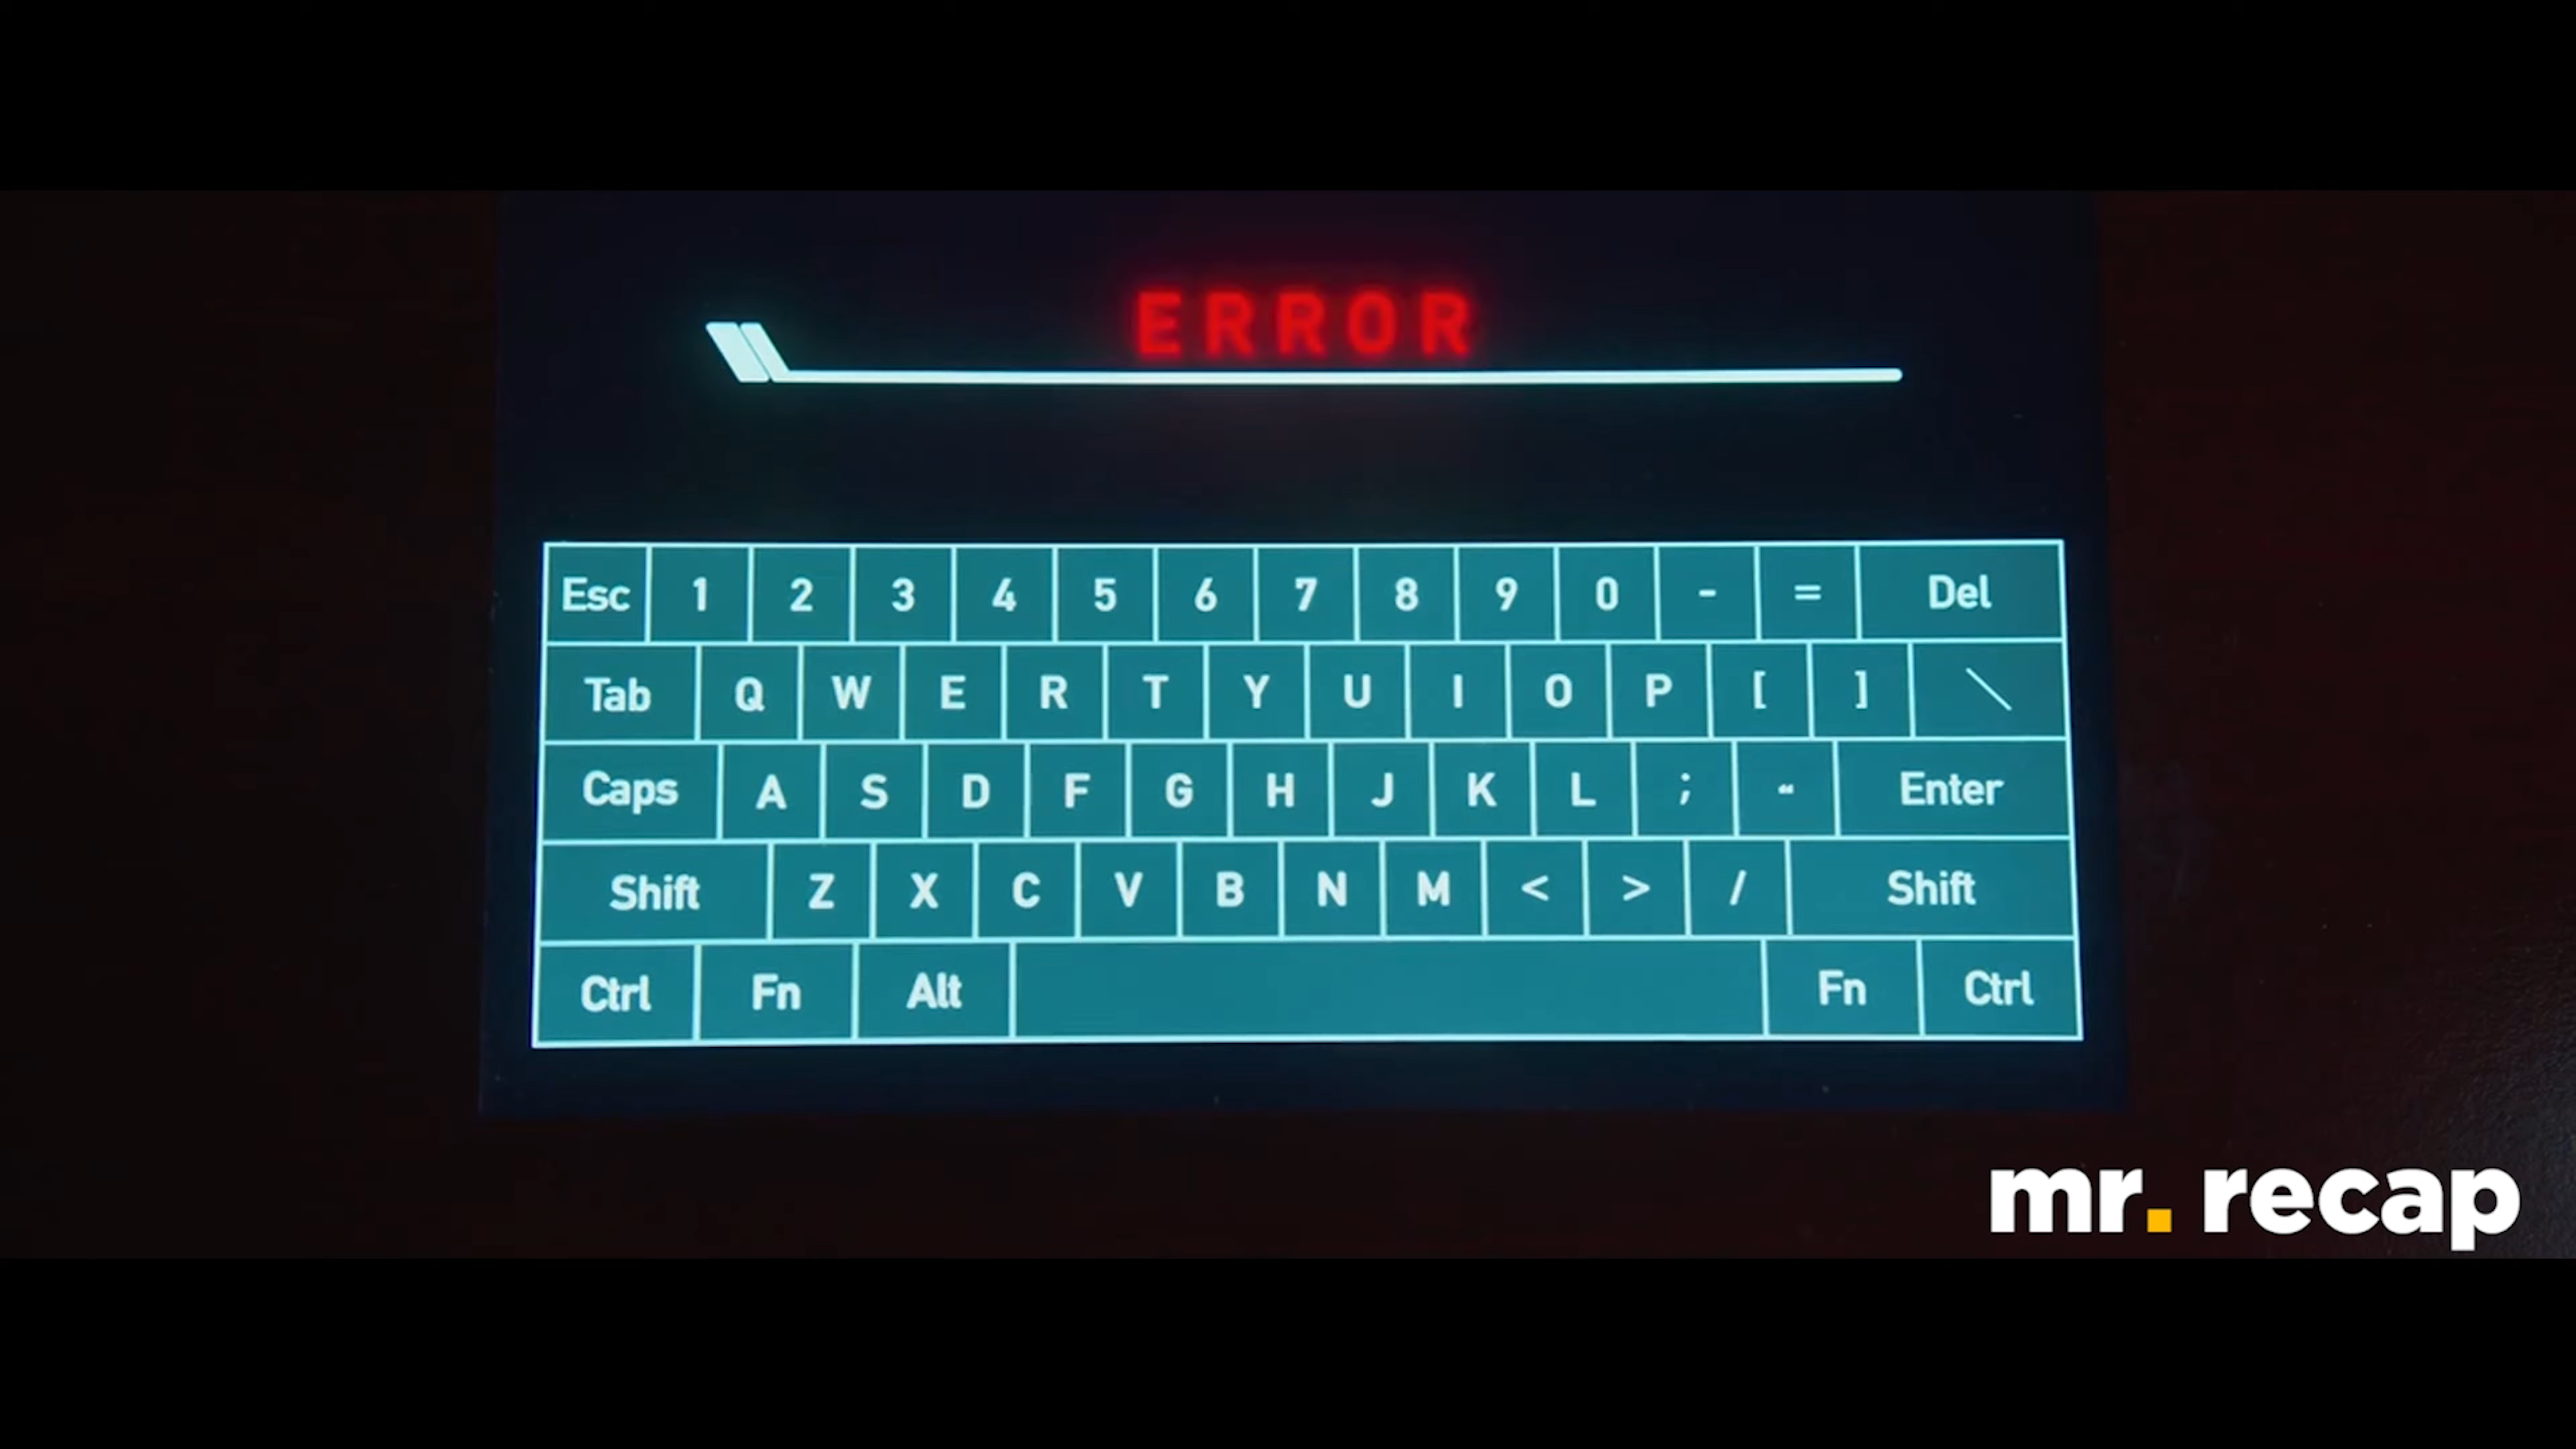 ERROR
Esc 1 2 3 4 5 6 7 8 9 0 - = Del
Tab Q W E R T Y U I O P [ ] \
Caps A S D F G H J K L ; “ Enter
Shift Z X C V B N M < > / Shift
Ctrl Fn Alt Fn Ctrl
mr. recap